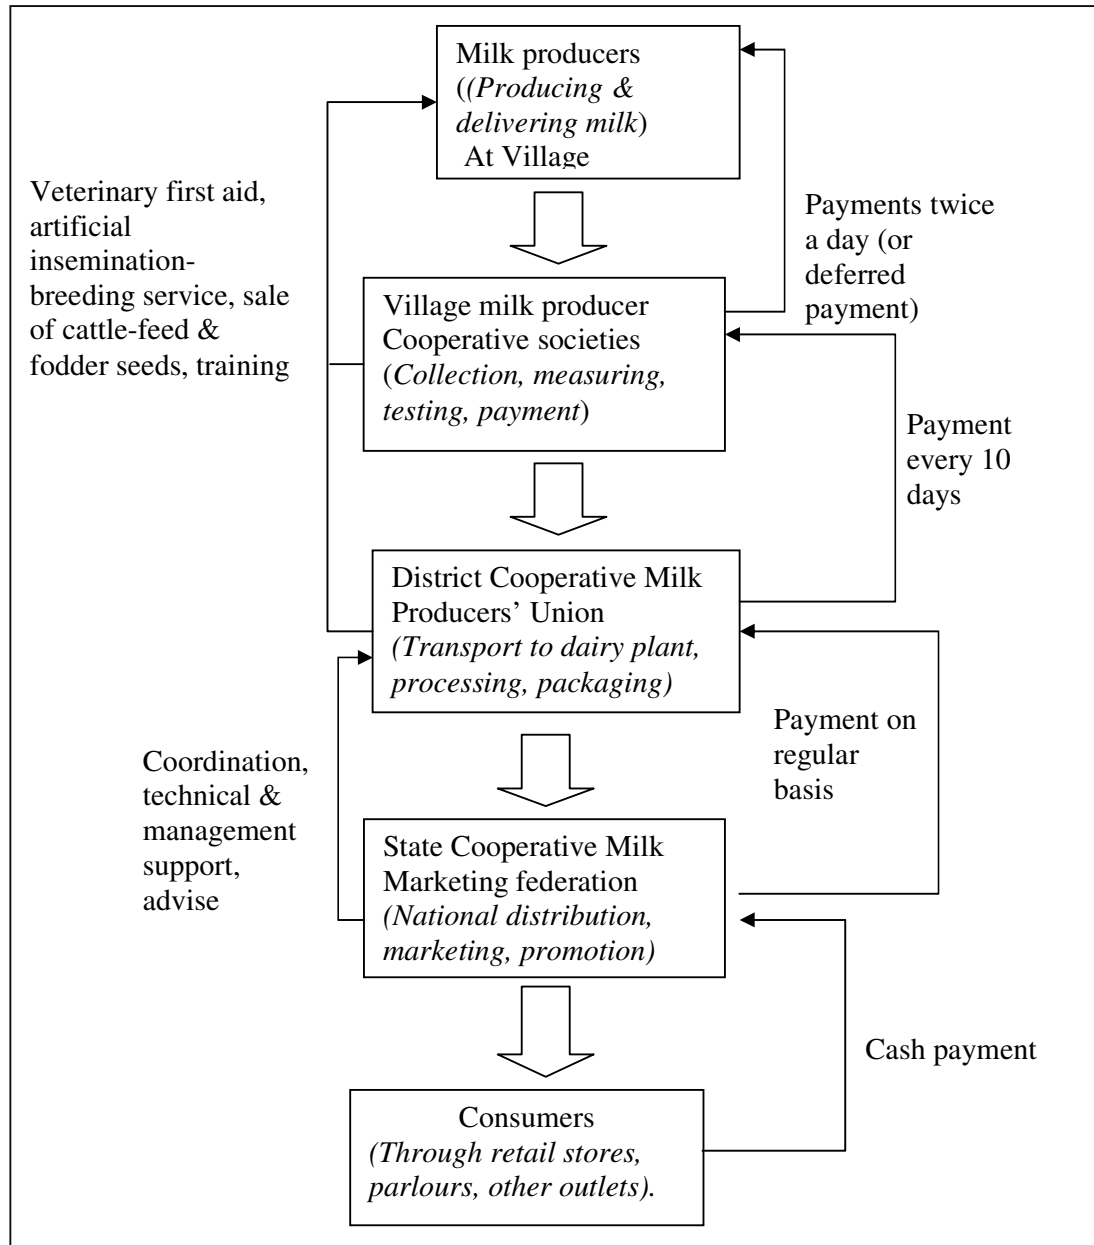 Milk producers
((Producing &
delivering milk)
At Village
Veterinary first aid,
artificial
insemination-
breeding service, sale
of cattle-feed &
fodder seeds, training
Payments twice
a day (or
deferred
payment)
Village milk producer
Cooperative societies
(Collection, measuring,
testing, payment)
Payment
every 10
days
District Cooperative Milk
Producers’ Union
(Transport to dairy plant,
processing, packaging)
Coordination,
technical &
management
support,
advise
Payment on
regular
basis
State Cooperative Milk
Marketing federation
(National distribution,
marketing, promotion)
Cash payment
Consumers
(Through retail stores,
parlours, other outlets).